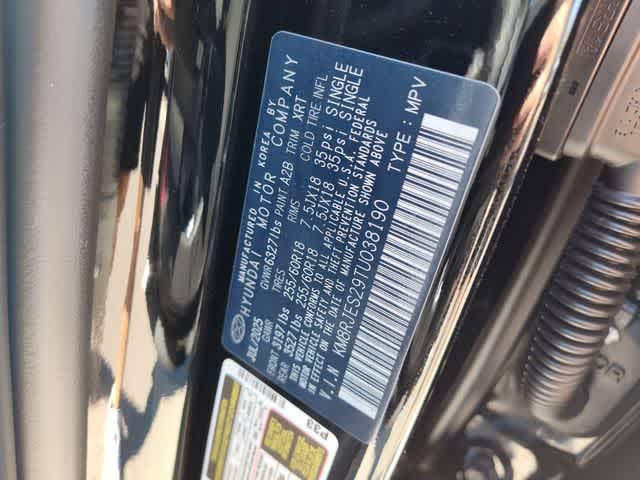 MANUFACTURED IN KOREA BY
HYUNDAI MOTOR COMPANY
JUL/2025 GVWR 6327lbs PAINT A2B TRIM XRT
GAWR TIRES RIMS COLD TIRE INFL
FRONT 3197lbs 255/60R18 7.5JX18 35psi SINGLE
REAR 3527lbs 255/60R18 7.5JX18 35psi SINGLE
THIS VEHICLE CONFORMS TO ALL APPLICABLE U.S.A. FEDERAL
MOTOR VEHICLE SAFETY AND THEFT PREVENTION STANDARDS
IN EFFECT ON THE DATE OF MANUFACTURE SHOWN ABOVE
V.I.N KM8RJES29TU038190 TYPE : MPV
P33